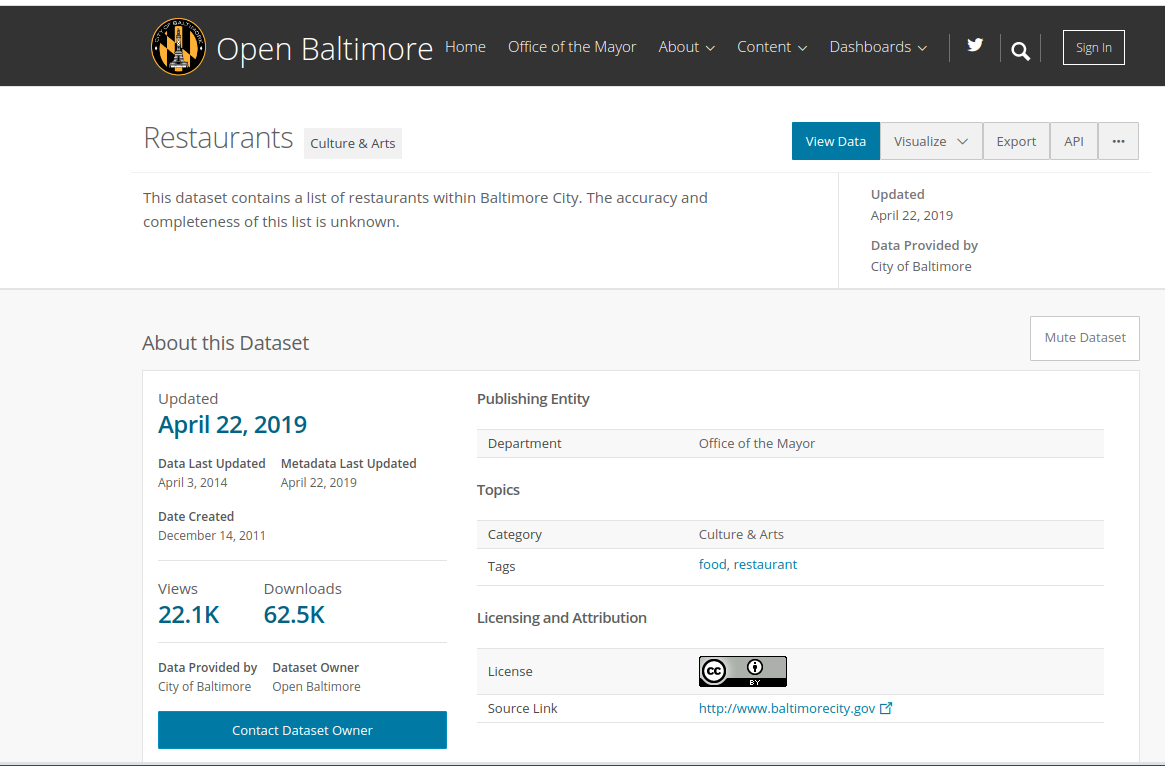 Open Baltimore Home Office of the Mayor About Content Dashboards Sign In
Restaurants Culture & Arts View Data Visualize Export API •••
This dataset contains a list of restaurants within Baltimore City. The accuracy and
completeness of this list is unknown.
Updated
April 22, 2019
Data Provided by
City of Baltimore
About this Dataset
Mute Dataset
Updated
April 22, 2019
Data Last Updated Metadata Last Updated
April 3, 2014 April 22, 2019
Date Created
December 14, 2011
Views Downloads
22.1K 62.5K
Data Provided by Dataset Owner
City of Baltimore Open Baltimore
Contact Dataset Owner
Publishing Entity
Department Office of the Mayor
Topics
Category Culture & Arts
Tags food, restaurant
Licensing and Attribution
License cc BY
Source Link http://www.baltimorecity.gov